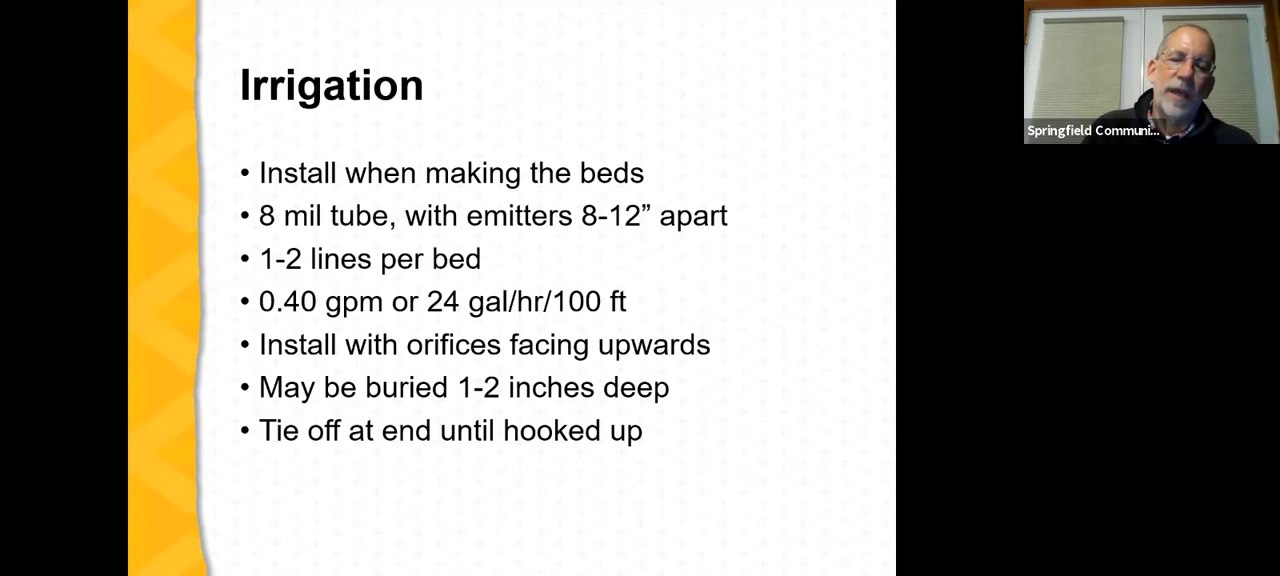 Irrigation
• Install when making the beds
• 8 mil tube, with emitters 8-12” apart
• 1-2 lines per bed
• 0.40 gpm or 24 gal/hr/100 ft
• Install with orifices facing upwards
• May be buried 1-2 inches deep
• Tie off at end until hooked up
Springfield Communi...